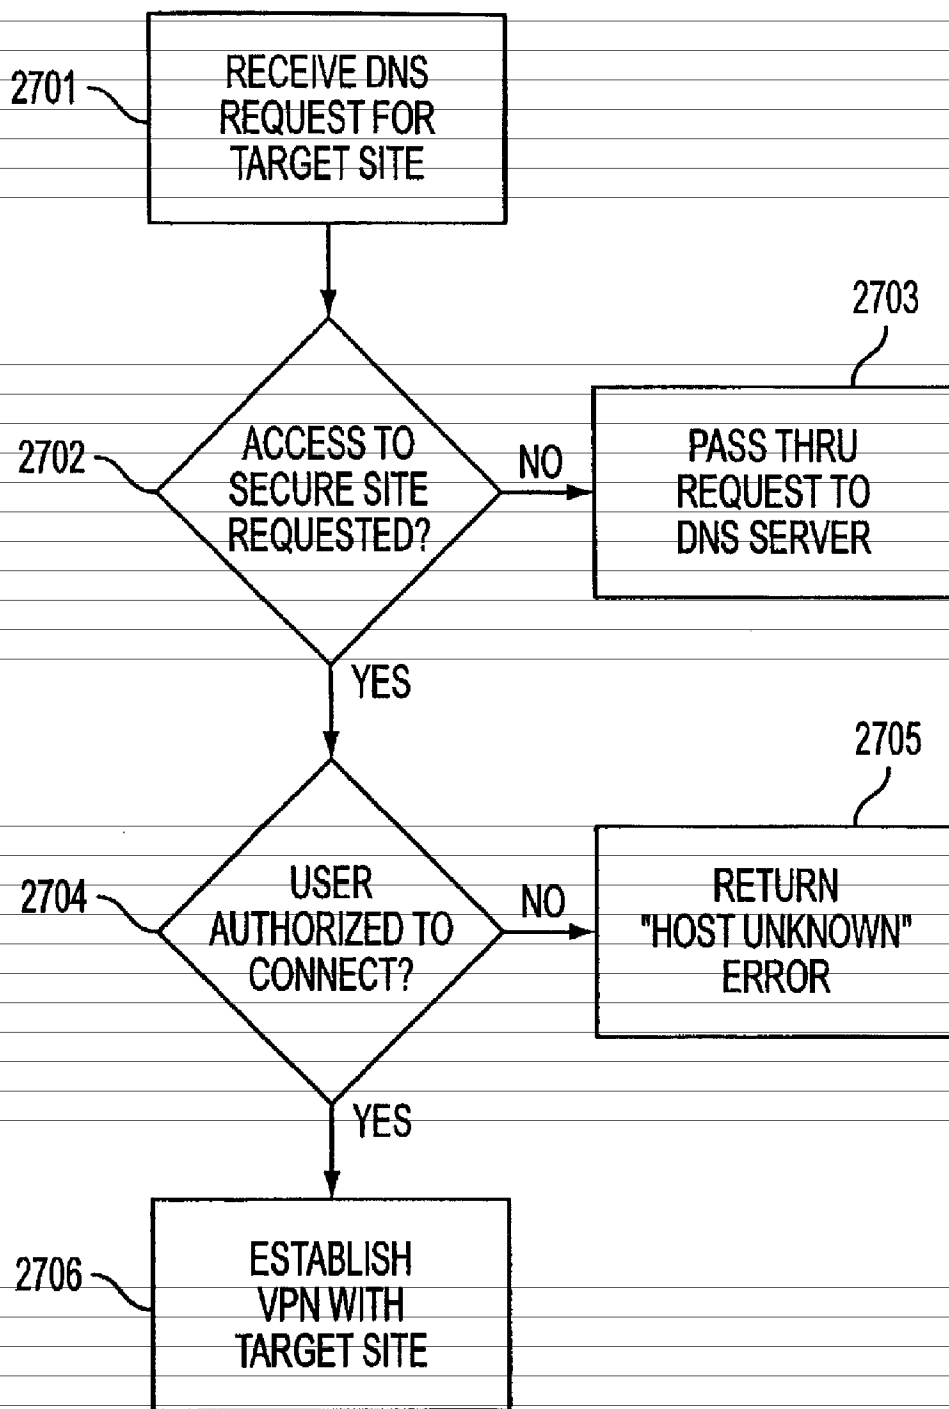 2701
RECEIVE DNS
REQUEST FOR
TARGET SITE
2703
2702
ACCESS TO
SECURE SITE
REQUESTED?
NO
PASS THRU
REQUEST TO
DNS SERVER
YES
2705
2704
USER
AUTHORIZED TO
CONNECT?
NO
RETURN
"HOST UNKNOWN"
ERROR
YES
2706
ESTABLISH
VPN WITH
TARGET SITE